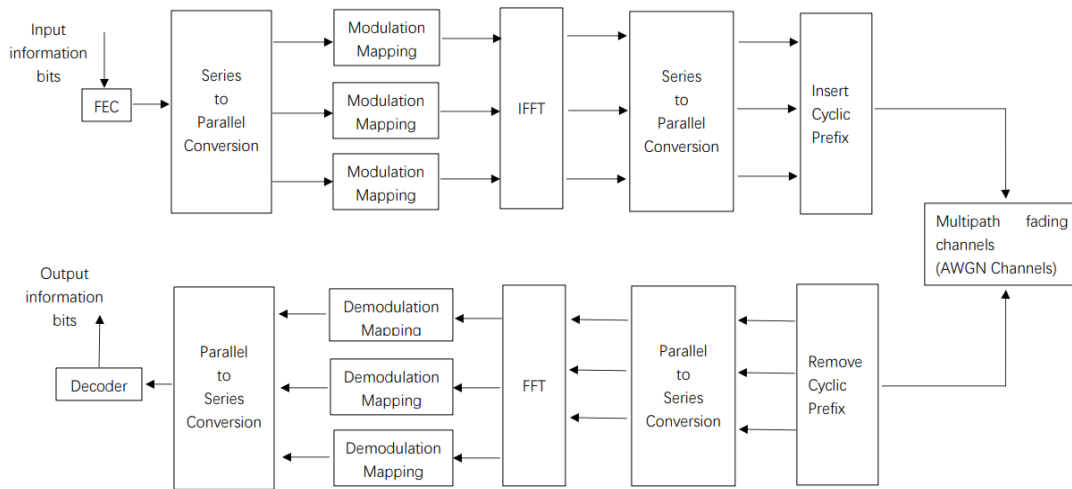 Input
information
bits
FEC
Series
to
Parallel
Conversion
Modulation
Mapping
Modulation
Mapping
Modulation
Mapping
IFFT
Series
to
Parallel
Conversion
Insert
Cyclic
Prefix
Multipath fading
channels
(AWGN Channels)
Output
information
bits
Decoder
Parallel
to
Series
Conversion
Demodulation
Mapping
Demodulation
Mapping
Demodulation
Mapping
FFT
Parallel
to
Series
Conversion
Remove
Cyclic
Prefix